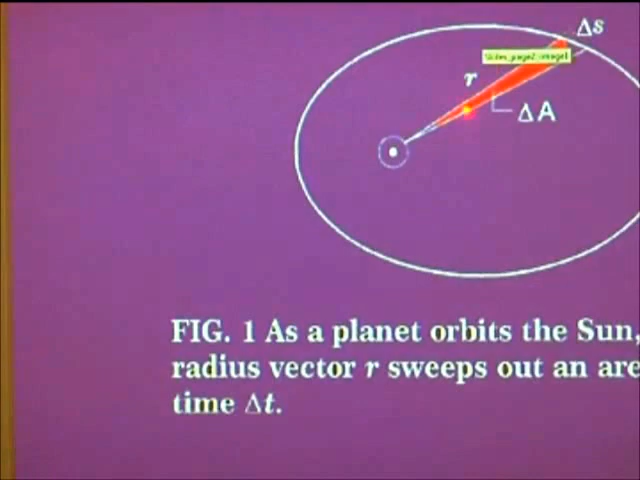 Δs
r
ΔA
FIG. 1 As a planet orbits the Sun,
radius vector r sweeps out an are
time Δt.